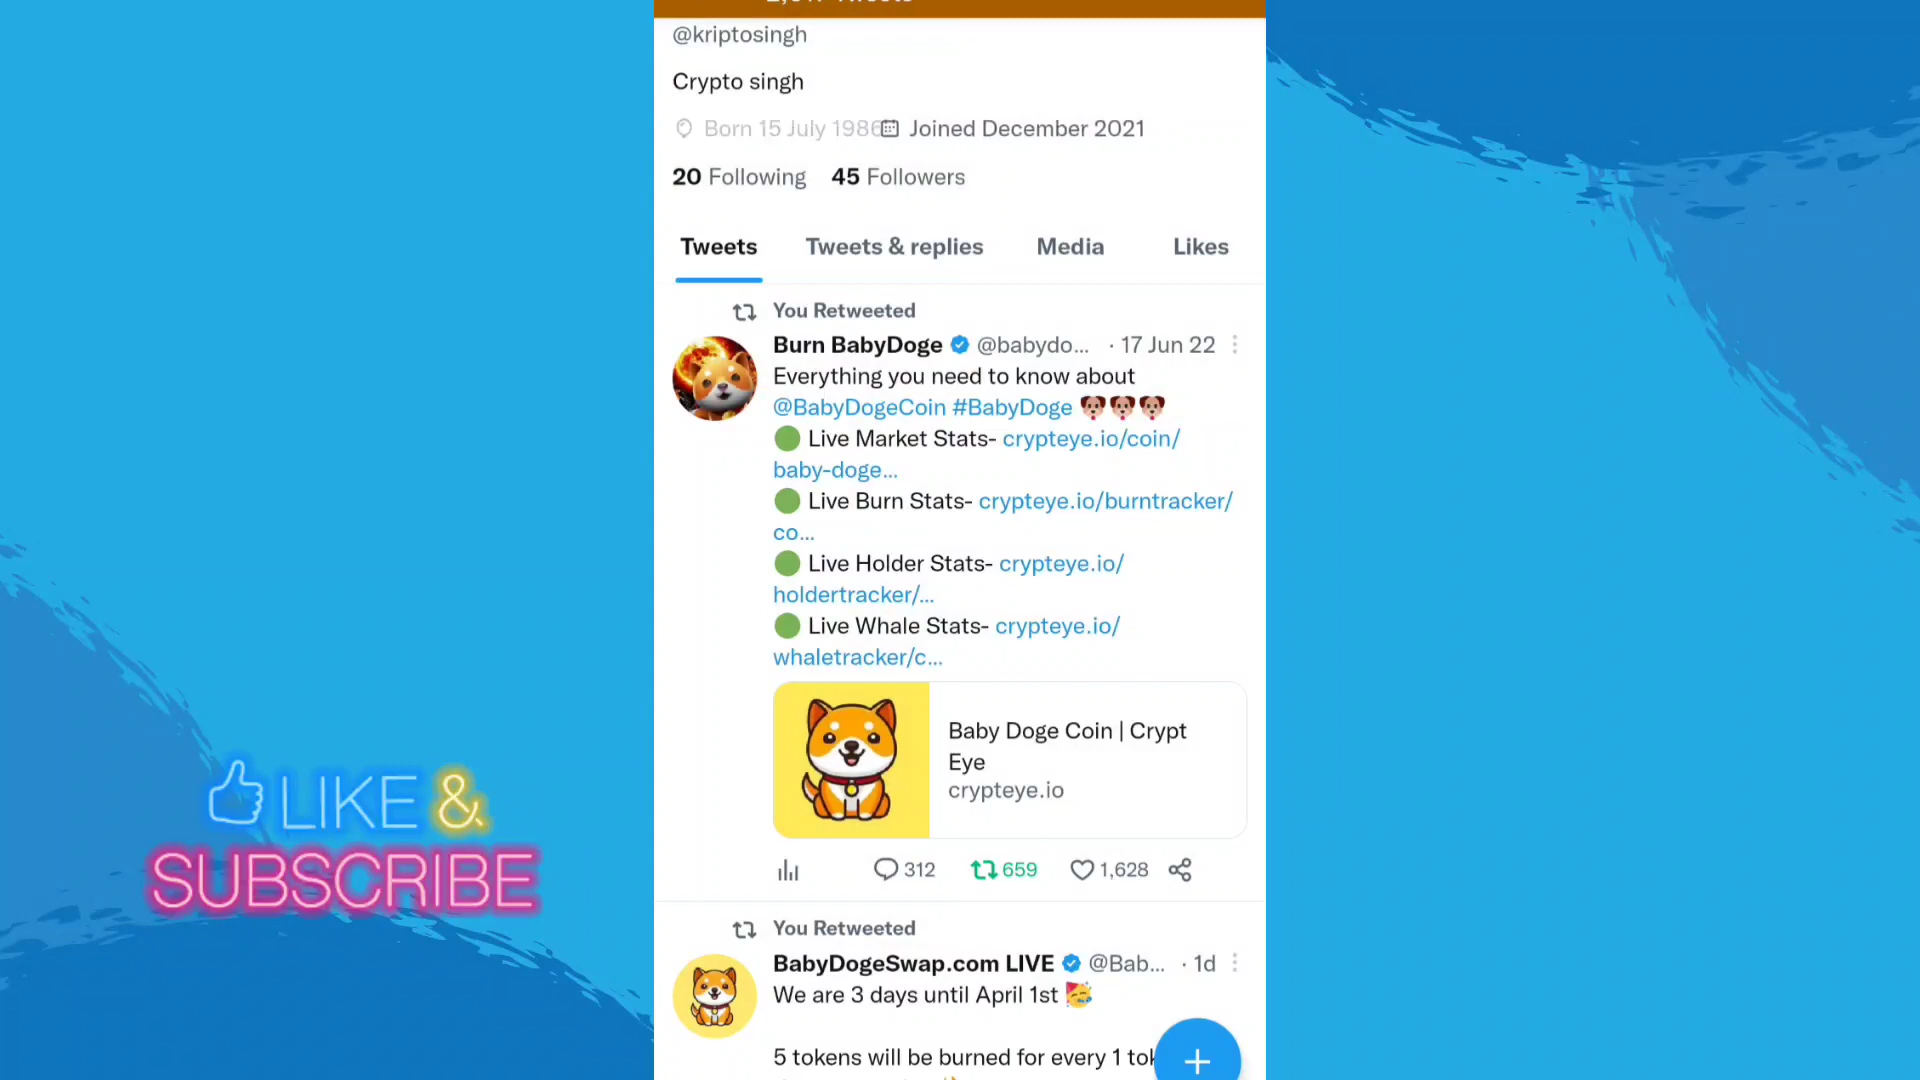 @kriptosingh
Crypto singh
Born 15 July 1986 Joined December 2021
20 Following 45 Followers
Tweets Tweets & replies Media Likes
You Retweeted
Burn BabyDoge @babydo... · 17 Jun 22
Everything you need to know about
@BabyDogeCoin #BabyDoge 🐶🐶🐶
🟢 Live Market Stats- crypteye.io/coin/
baby-doge...
🟢 Live Burn Stats- crypteye.io/burntracker/
co...
🟢 Live Holder Stats- crypteye.io/
holdertracker/...
🟢 Live Whale Stats- crypteye.io/
whaletracker/c...
Baby Doge Coin | Crypt
Eye
crypteye.io
312 659 1,628
You Retweeted
BabyDogeSwap.com LIVE @Bab... · 1d
We are 3 days until April 1st 🥳
5 tokens will be burned for every 1
LIKE &
SUBSCRIBE